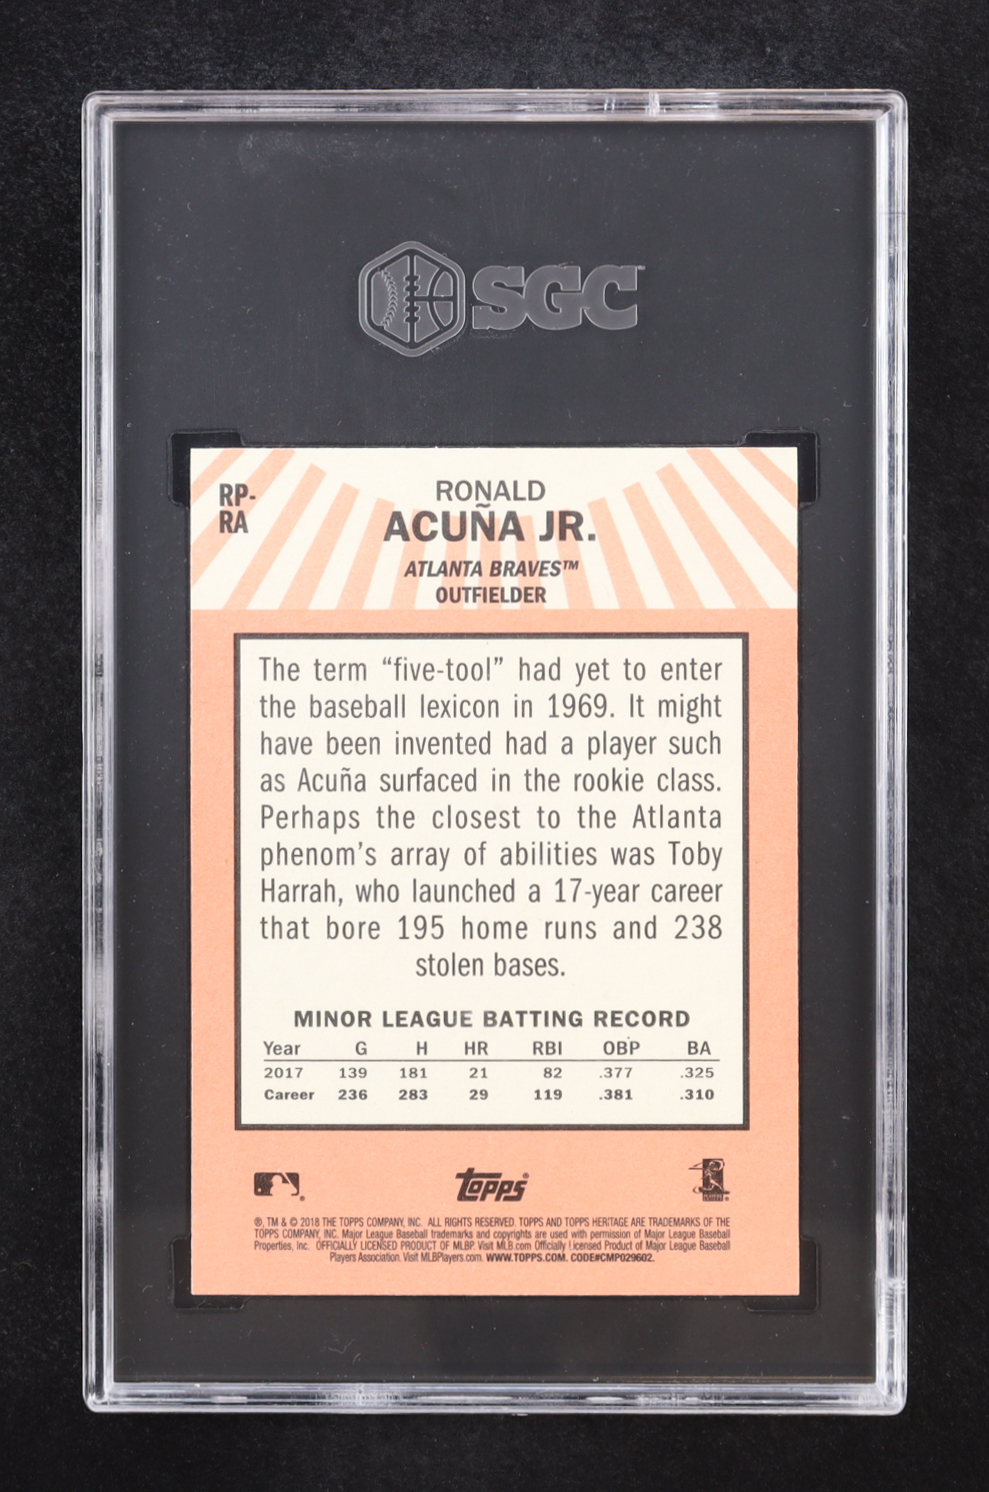 SGC
RP-
RA
RONALD
ACUÑA JR.
ATLANTA BRAVES™
OUTFIELDER
The term “five-tool” had yet to enter
the baseball lexicon in 1969. It might
have been invented had a player such
as Acuña surfaced in the rookie class.
Perhaps the closest to the Atlanta
phenom’s array of abilities was Toby
Harrah, who launched a 17-year career
that bore 195 home runs and 238
stolen bases.
MINOR LEAGUE BATTING RECORD
Year G H HR RBI OBP BA
2017 139 181 21 82 .377 .325
Career 236 283 29 119 .381 .310
topps®
®, TM & © 2018 THE TOPPS COMPANY, INC. ALL RIGHTS RESERVED. TOPPS AND TOPPS HERITAGE ARE TRADEMARKS OF THE
TOPPS COMPANY, INC. Major League Baseball trademarks and copyrights are used with permission of Major League Baseball
Properties, Inc. OFFICIALLY LICENSED PRODUCT OF MLBP. Visit MLB.com Officially Licensed Product of Major League Baseball
Players Association. Visit MLBPlayers.com. WWW.TOPPS.COM. CODE#CMP029602.